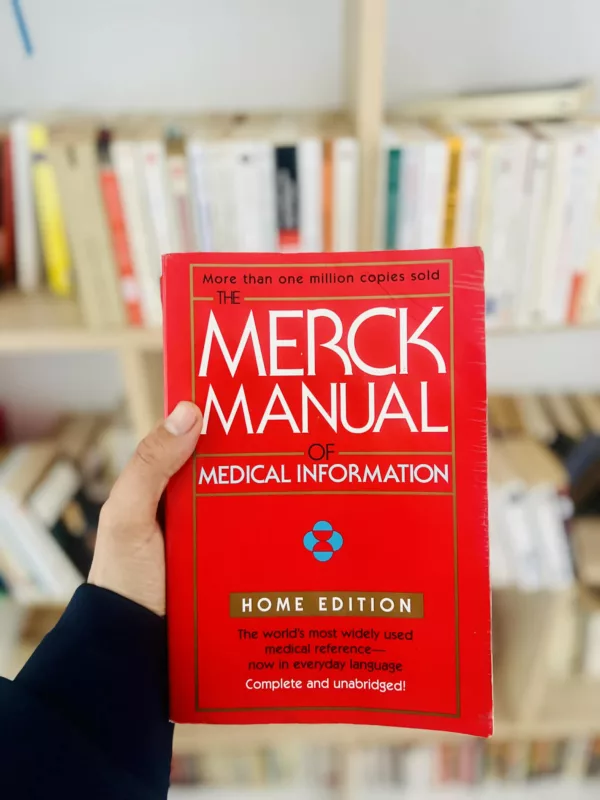 More than one million copies sold
THE
MERCK
MANUAL
OF
MEDICAL INFORMATION
HOME EDITION
The world's most widely used
medical reference—
now in everyday language
Complete and unabridged!